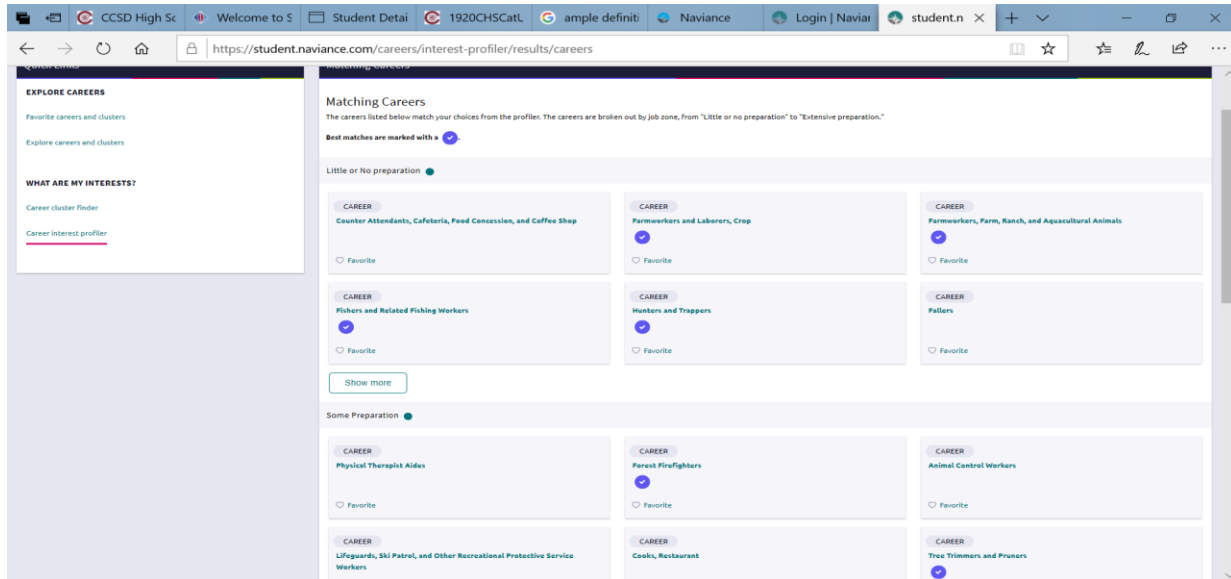 CCSD High Sc
Welcome to S
Student Detai
1920CHSCatL
ample definiti
Naviance
Login | Navian
student.n
https://student.naviance.com/careers/interest-profiler/results/careers
Quick Links
Matching Careers
EXPLORE CAREERS
Favorite careers and clusters
Explore careers and clusters
WHAT ARE MY INTERESTS?
Career cluster finder
Career interest profiler
Matching Careers
The careers listed below match your choices from the profiler. The careers are broken out by job zone, from "Little or no preparation" to "Extensive preparation."
Best matches are marked with a .
Little or No preparation
CAREER
Counter Attendants, Cafeteria, Food Concession, and Coffee Shop
Favorite
CAREER
Farmworkers and Laborers, Crop
Favorite
CAREER
Farmworkers, Farm, Ranch, and Aquacultural Animals
Favorite
CAREER
Fishers and Related Fishing Workers
Favorite
CAREER
Hunters and Trappers
Favorite
CAREER
Fallers
Favorite
Show more
Some Preparation
CAREER
Physical Therapist Aides
Favorite
CAREER
Forest Firefighters
Favorite
CAREER
Animal Control Workers
Favorite
CAREER
Lifeguards, Ski Patrol, and Other Recreational Protective Service
Workers
CAREER
Cooks, Restaurant
CAREER
Tree Trimmers and Pruners